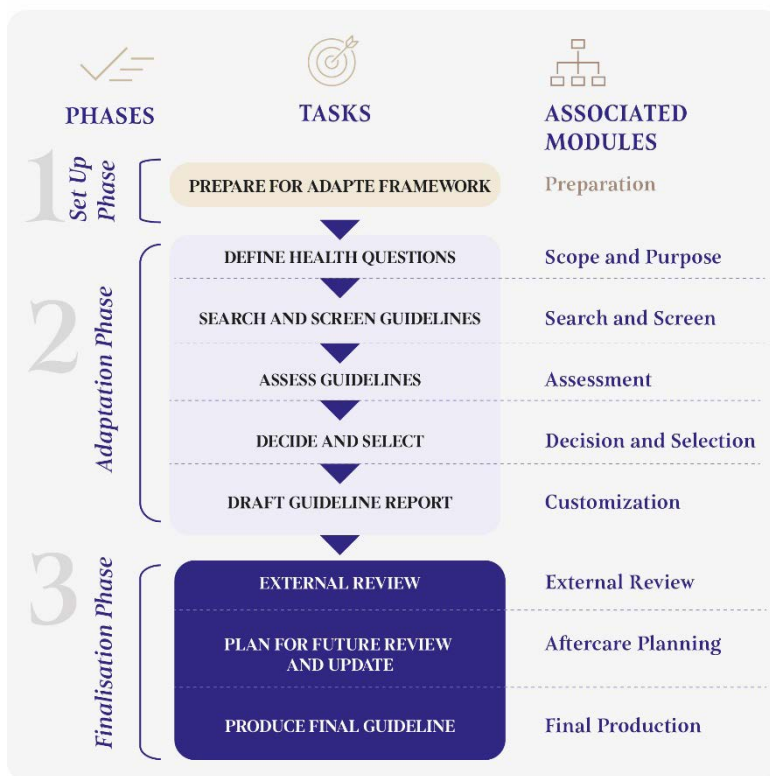 PHASES
TASKS
ASSOCIATED
MODULES
1
Set Up
Phase
PREPARE FOR ADAPTE FRAMEWORK
Preparation
2
Adaptation Phase
DEFINE HEALTH QUESTIONS
Scope and Purpose
SEARCH AND SCREEN GUIDELINES
Search and Screen
ASSESS GUIDELINES
Assessment
DECIDE AND SELECT
Decision and Selection
DRAFT GUIDELINE REPORT
Customization
3
Finalisation Phase
EXTERNAL REVIEW
External Review
PLAN FOR FUTURE REVIEW
AND UPDATE
Aftercare Planning
PRODUCE FINAL GUIDELINE
Final Production